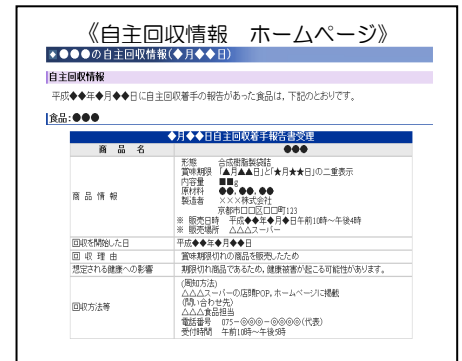 《自主回収情報　ホームページ》
◆●●●の自主回収情報(◆月◆◆日)
自主回収情報
平成◆◆年◆月◆◆日に自主回収着手の報告があった食品は，下記のとおりです。
食品:●●●
◆月◆◆日自主回収着手報告書受理
商　品　名　●●●
商 品 情 報
形態　合成樹脂製袋詰
賞味期限　「▲月▲▲日」と「★月★★日」の二重表示
内容量　■■g
原材料　●●，●●，●●
製造者　×××株式会社
京都市□□区□□町123
※ 販売日時　平成◆◆年◆月◆日午前10時～午後4時
※ 販売場所　△△△スーパー
回収を開始した日　平成◆◆年◆月◆◆日
回 収 理 由　賞味期限切れの商品を販売したため
想定される健康への影響　期限切れ商品であるため，健康被害が起こる可能性があります。
回収方法等
(周知方法)
△△△スーパーの店頭POP、ホームページに掲載
(問い合わせ先)
△△△食品担当
電話番号　075－◎◎◎－◎◎◎◎(代表)
受付時間　午前10時～午後5時